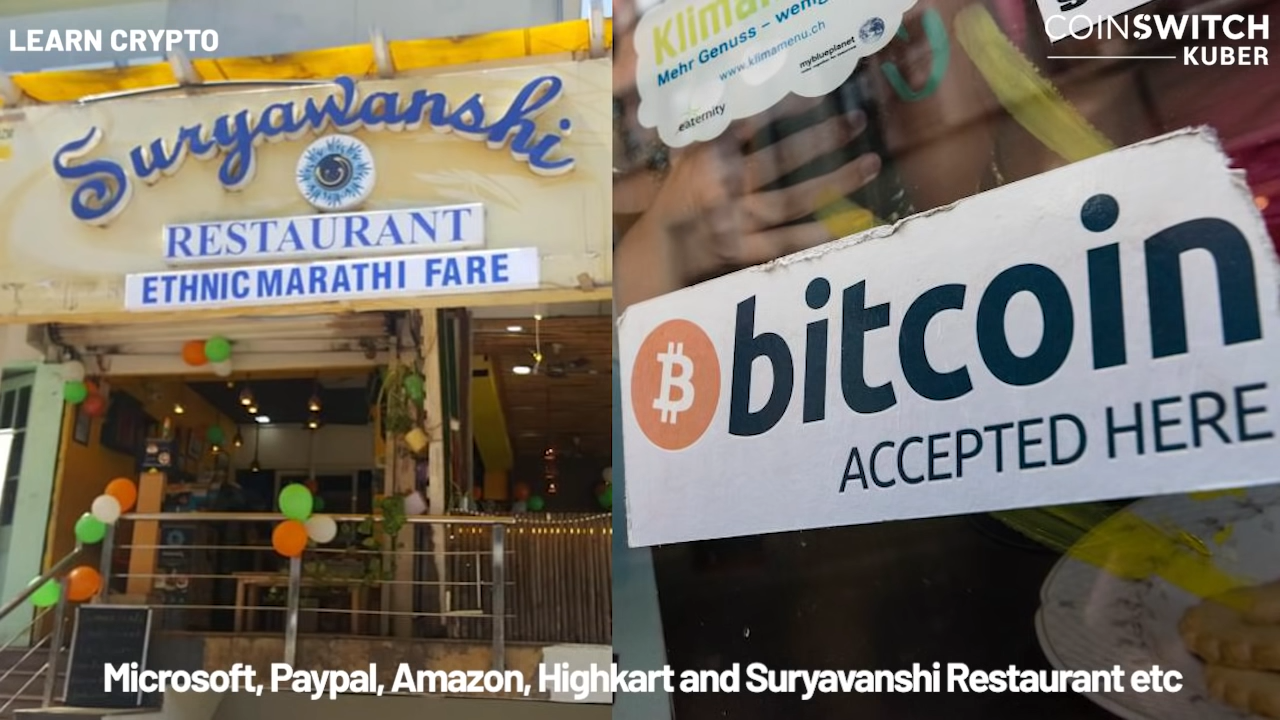 LEARN CRYPTO
COINSWITCH
KUBER
Suryawanshi
RESTAURANT
ETHNIC MARATHI FARE
Mehr Genuss –
www.klimamenu.ch
myblueplanet
eaternity
bitcoin
ACCEPTED HERE
Microsoft, Paypal, Amazon, Highkart and Suryavanshi Restaurant etc